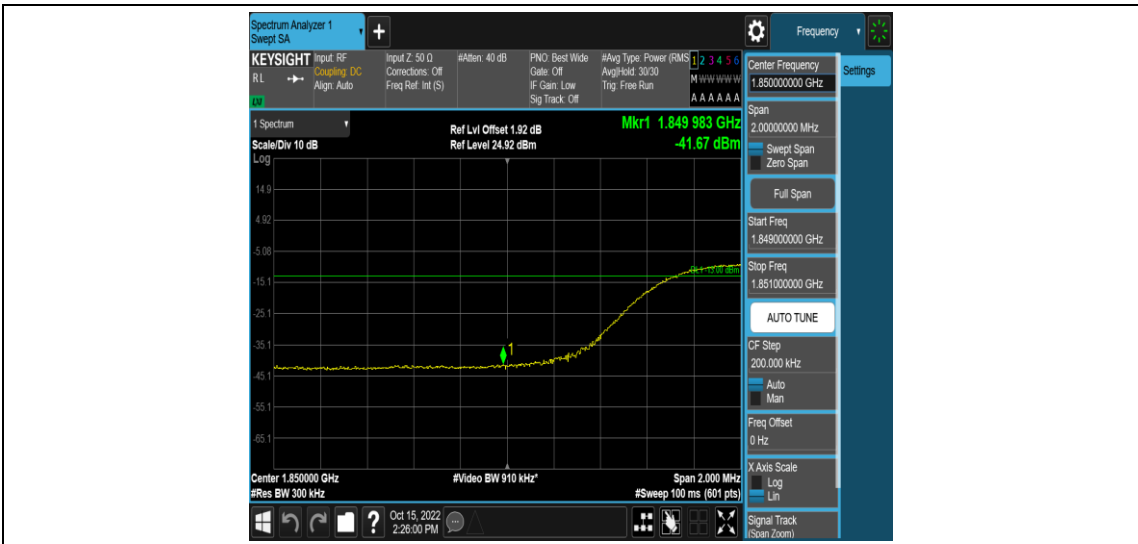 Spectrum Analyzer 1
Swept SA
+
Frequency
KEYSIGHT
RL
LXI
Input: RF
Coupling: DC
Align: Auto
Input Z: 50 Ω
Corrections: Off
Freq Ref: Int (S)
#Atten: 40 dB
PNO: Best Wide
Gate: Off
IF Gain: Low
Sig Track: Off
#Avg Type: Power (RMS
Avg|Hold: 30/30
Trig: Free Run
1 2 3 4 5 6
M W W W W W
A A A A A A
Center Frequency
1.850000000 GHz
Settings
1 Spectrum
Scale/Div 10 dB
Log
Ref Lvl Offset 1.92 dB
Ref Level 24.92 dBm
Mkr1 1.849 983 GHz
-41.67 dBm
14.9
4.92
-5.08
-15.1
-25.1
-35.1
-45.1
-55.1
-65.1
DL1 -13.00 dBm
1
Center 1.850000 GHz
#Res BW 300 kHz
#Video BW 910 kHz*
Span 2.000 MHz
#Sweep 100 ms (601 pts)
Span
2.00000000 MHz
Swept Span
Zero Span
Full Span
Start Freq
1.849000000 GHz
Stop Freq
1.851000000 GHz
AUTO TUNE
CF Step
200.000 kHz
Auto
Man
Freq Offset
0 Hz
X Axis Scale
Log
Lin
Signal Track
(Span Zoom)
?
Oct 15, 2022
2:26:00 PM